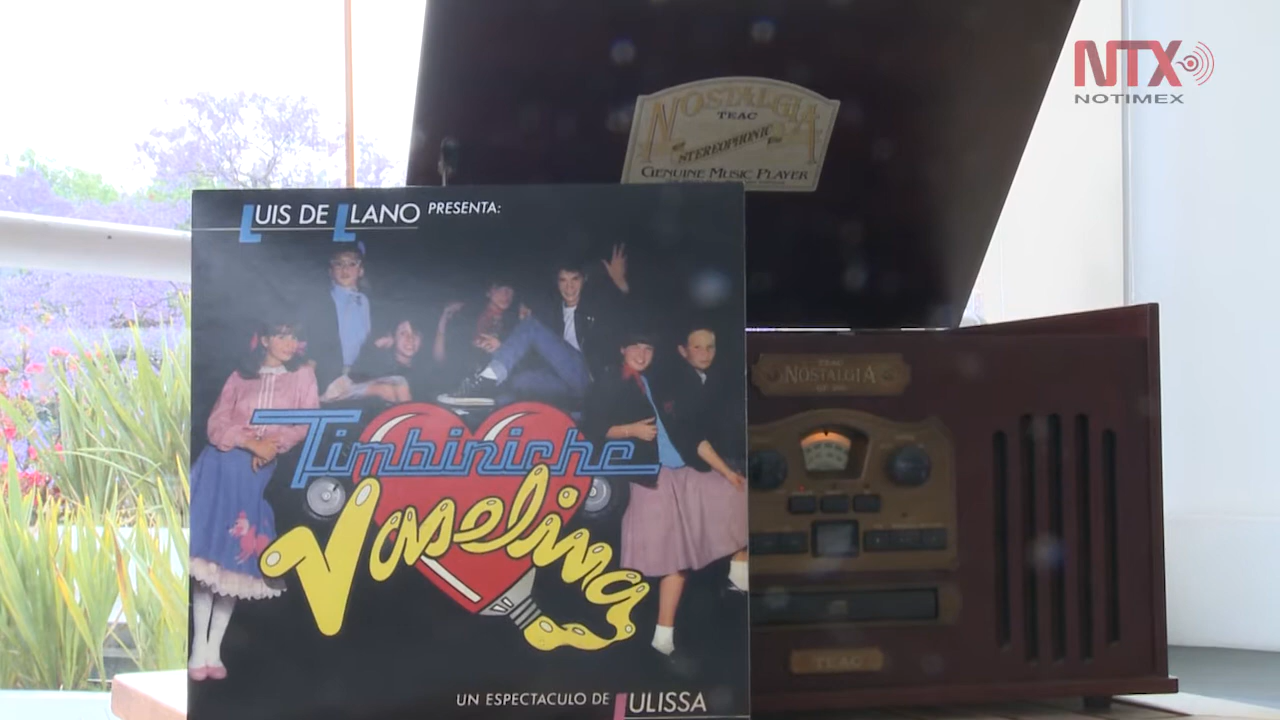 NTX
NOTIMEX
NOSTALGIA
TEAC
STEREOPHONIC
GENUINE MUSIC PLAYER
LUIS DE LLANO PRESENTA:
TEAC
NOSTALGIA
Timbiriche
Vaselina
TEAC
UN ESPECTACULO DE JULISSA